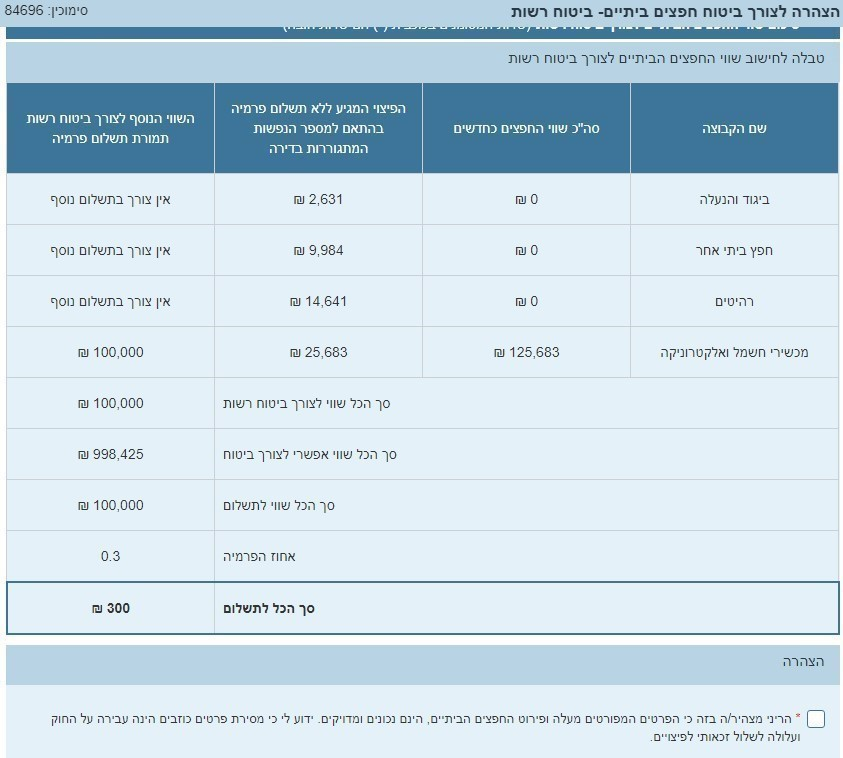 הצהרה לצורך ביטוח חפצים ביתיים- ביטוח רשות
סימוכין: 84696
טבלה לחישוב שווי החפצים הביתיים לצורך ביטוח רשות
שם הקבוצה
סה"כ שווי החפצים כחדשים
הפיצוי המגיע ללא תשלום פרמיה
בהתאם למספר הנפשות
המתגוררות בדירה
השווי הנוסף לצורך ביטוח רשות
תמורת תשלום פרמיה
ביגוד והנעלה
0 ₪
2,631 ₪
אין צורך בתשלום נוסף
חפץ ביתי אחר
0 ₪
9,984 ₪
אין צורך בתשלום נוסף
רהיטים
0 ₪
14,641 ₪
אין צורך בתשלום נוסף
מכשירי חשמל ואלקטרוניקה
125,683 ₪
25,683 ₪
100,000 ₪
סך הכל שווי לצורך ביטוח רשות
100,000 ₪
סך הכל שווי אפשרי לצורך ביטוח
998,425 ₪
סך הכל שווי לתשלום
100,000 ₪
אחוז הפרמיה
0.3
סך הכל לתשלום
300 ₪
הצהרה
* הריני מצהיר/ה בזה כי הפרטים המפורטים מעלה ופירוט החפצים הביתיים, הינם נכונים ומדויקים. ידוע לי כי מסירת פרטים כוזבים הינה עבירה על החוק
ועלולה לשלול זכאותי לפיצויים.